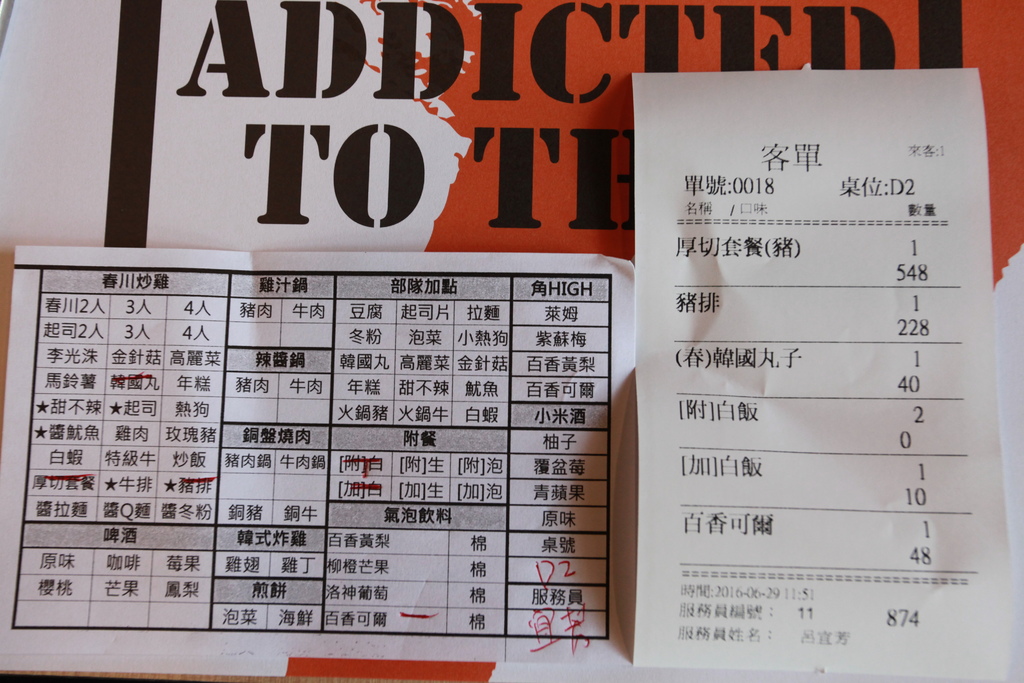 ADDICTED
TO TH
春川炒雞 雞汁鍋 部隊加點 角HIGH
春川2人 3人 4人 豬肉 牛肉 豆腐 起司片 拉麵 萊姆
起司2人 3人 4人 冬粉 泡菜 小熱狗 紫蘇梅
李光洙 金針菇 高麗菜 辣醬鍋 韓國丸 高麗菜 金針菇 百香黃梨
馬鈴薯 韓國丸 年糕 豬肉 牛肉 年糕 甜不辣 魷魚 百香可爾
★甜不辣 ★起司 熱狗 火鍋豬 火鍋牛 白蝦 小米酒
★醬魷魚 雞肉 玫瑰豬 銅盤燒肉 附餐 柚子
白蝦 特級牛 炒飯 豬肉鍋 牛肉鍋 [附]白 [附]生 [附]泡 覆盆莓
厚切套餐 ★牛排 ★豬排 [加]白 [加]生 [加]泡 青蘋果
醬拉麵 醬Q麵 醬冬粉 銅豬 銅牛 氣泡飲料 原味
啤酒 韓式炸雞 百香黃梨 棉 桌號
原味 咖啡 莓果 雞翅 雞丁 柳橙芒果 棉 D2
櫻桃 芒果 鳳梨 煎餅 洛神葡萄 棉 服務員
泡菜 海鮮 百香可爾 一 棉 宜芳
客單 來客:1
單號:0018 桌位:D2
名稱 /口味 數量
厚切套餐(豬) 1
548
豬排 1
228
(春)韓國丸子 1
40
[附]白飯 2
0
[加]白飯 1
10
百香可爾 1
48
時間:2016-06-29 11:51
服務員編號： 11 874
服務員姓名： 呂宜芳